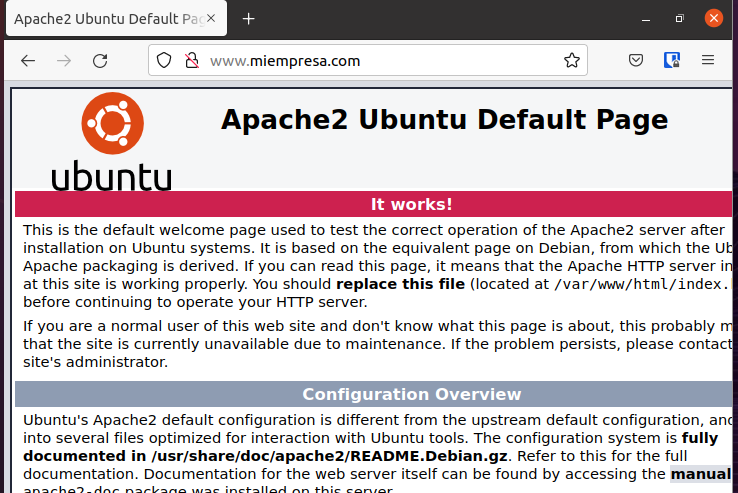 Apache2 Ubuntu Default Pag
www.miempresa.com
ubuntu
Apache2 Ubuntu Default Page
It works!
This is the default welcome page used to test the correct operation of the Apache2 server after
installation on Ubuntu systems. It is based on the equivalent page on Debian, from which the Ub
Apache packaging is derived. If you can read this page, it means that the Apache HTTP server in
at this site is working properly. You should replace this file (located at /var/www/html/index.
before continuing to operate your HTTP server.
If you are a normal user of this web site and don't know what this page is about, this probably m
that the site is currently unavailable due to maintenance. If the problem persists, please contact
site's administrator.
Configuration Overview
Ubuntu's Apache2 default configuration is different from the upstream default configuration, and
into several files optimized for interaction with Ubuntu tools. The configuration system is fully
documented in /usr/share/doc/apache2/README.Debian.gz. Refer to this for the full
documentation. Documentation for the web server itself can be found by accessing the manual
apache2-doc package was installed on this server.